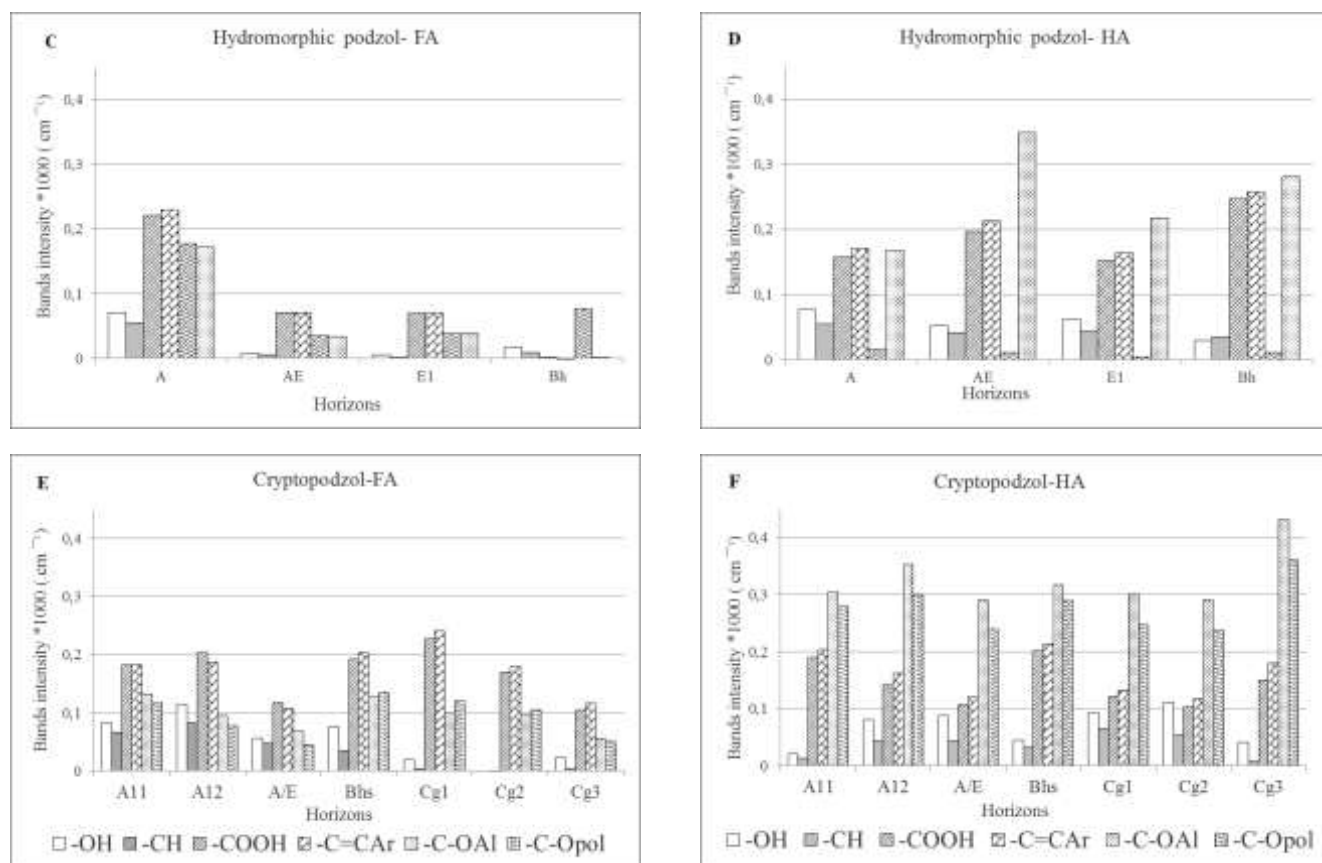 C Hydromorphic podzol- FA
Bands intensity *1000 ( cm⁻¹)
0,4
0,3
0,2
0,1
0
A AE E1 Bh
Horizons
D Hydromorphic podzol- HA
Bands intensity *1000 ( cm⁻¹)
0,4
0,3
0,2
0,1
0
A AE E1 Bh
Horizons
E Cryptopodzol-FA
Bands intensity *1000 ( cm⁻¹)
0,4
0,3
0,2
0,1
0
A11 A12 A/E Bhs Cg1 Cg2 Cg3
Horizons
-OH -CH -COOH -C=CAr -C-OAl -C-Opol
F Cryptopodzol-HA
Bands intensity *1000 ( cm⁻¹)
0,4
0,3
0,2
0,1
0
A11 A12 A/E Bhs Cg1 Cg2 Cg3
Horizons
-OH -CH -COOH -C=CAr -C-OAl -C-Opol